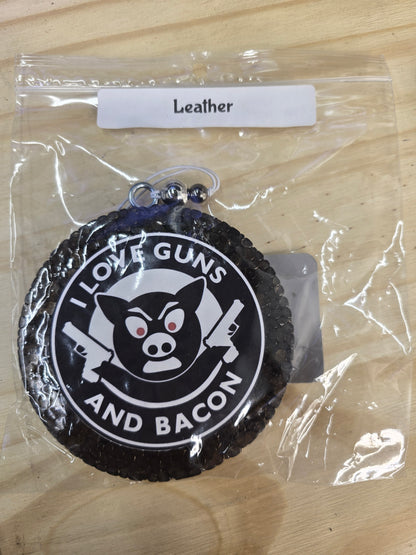 Leather
I LOVE GUNS
AND BACON